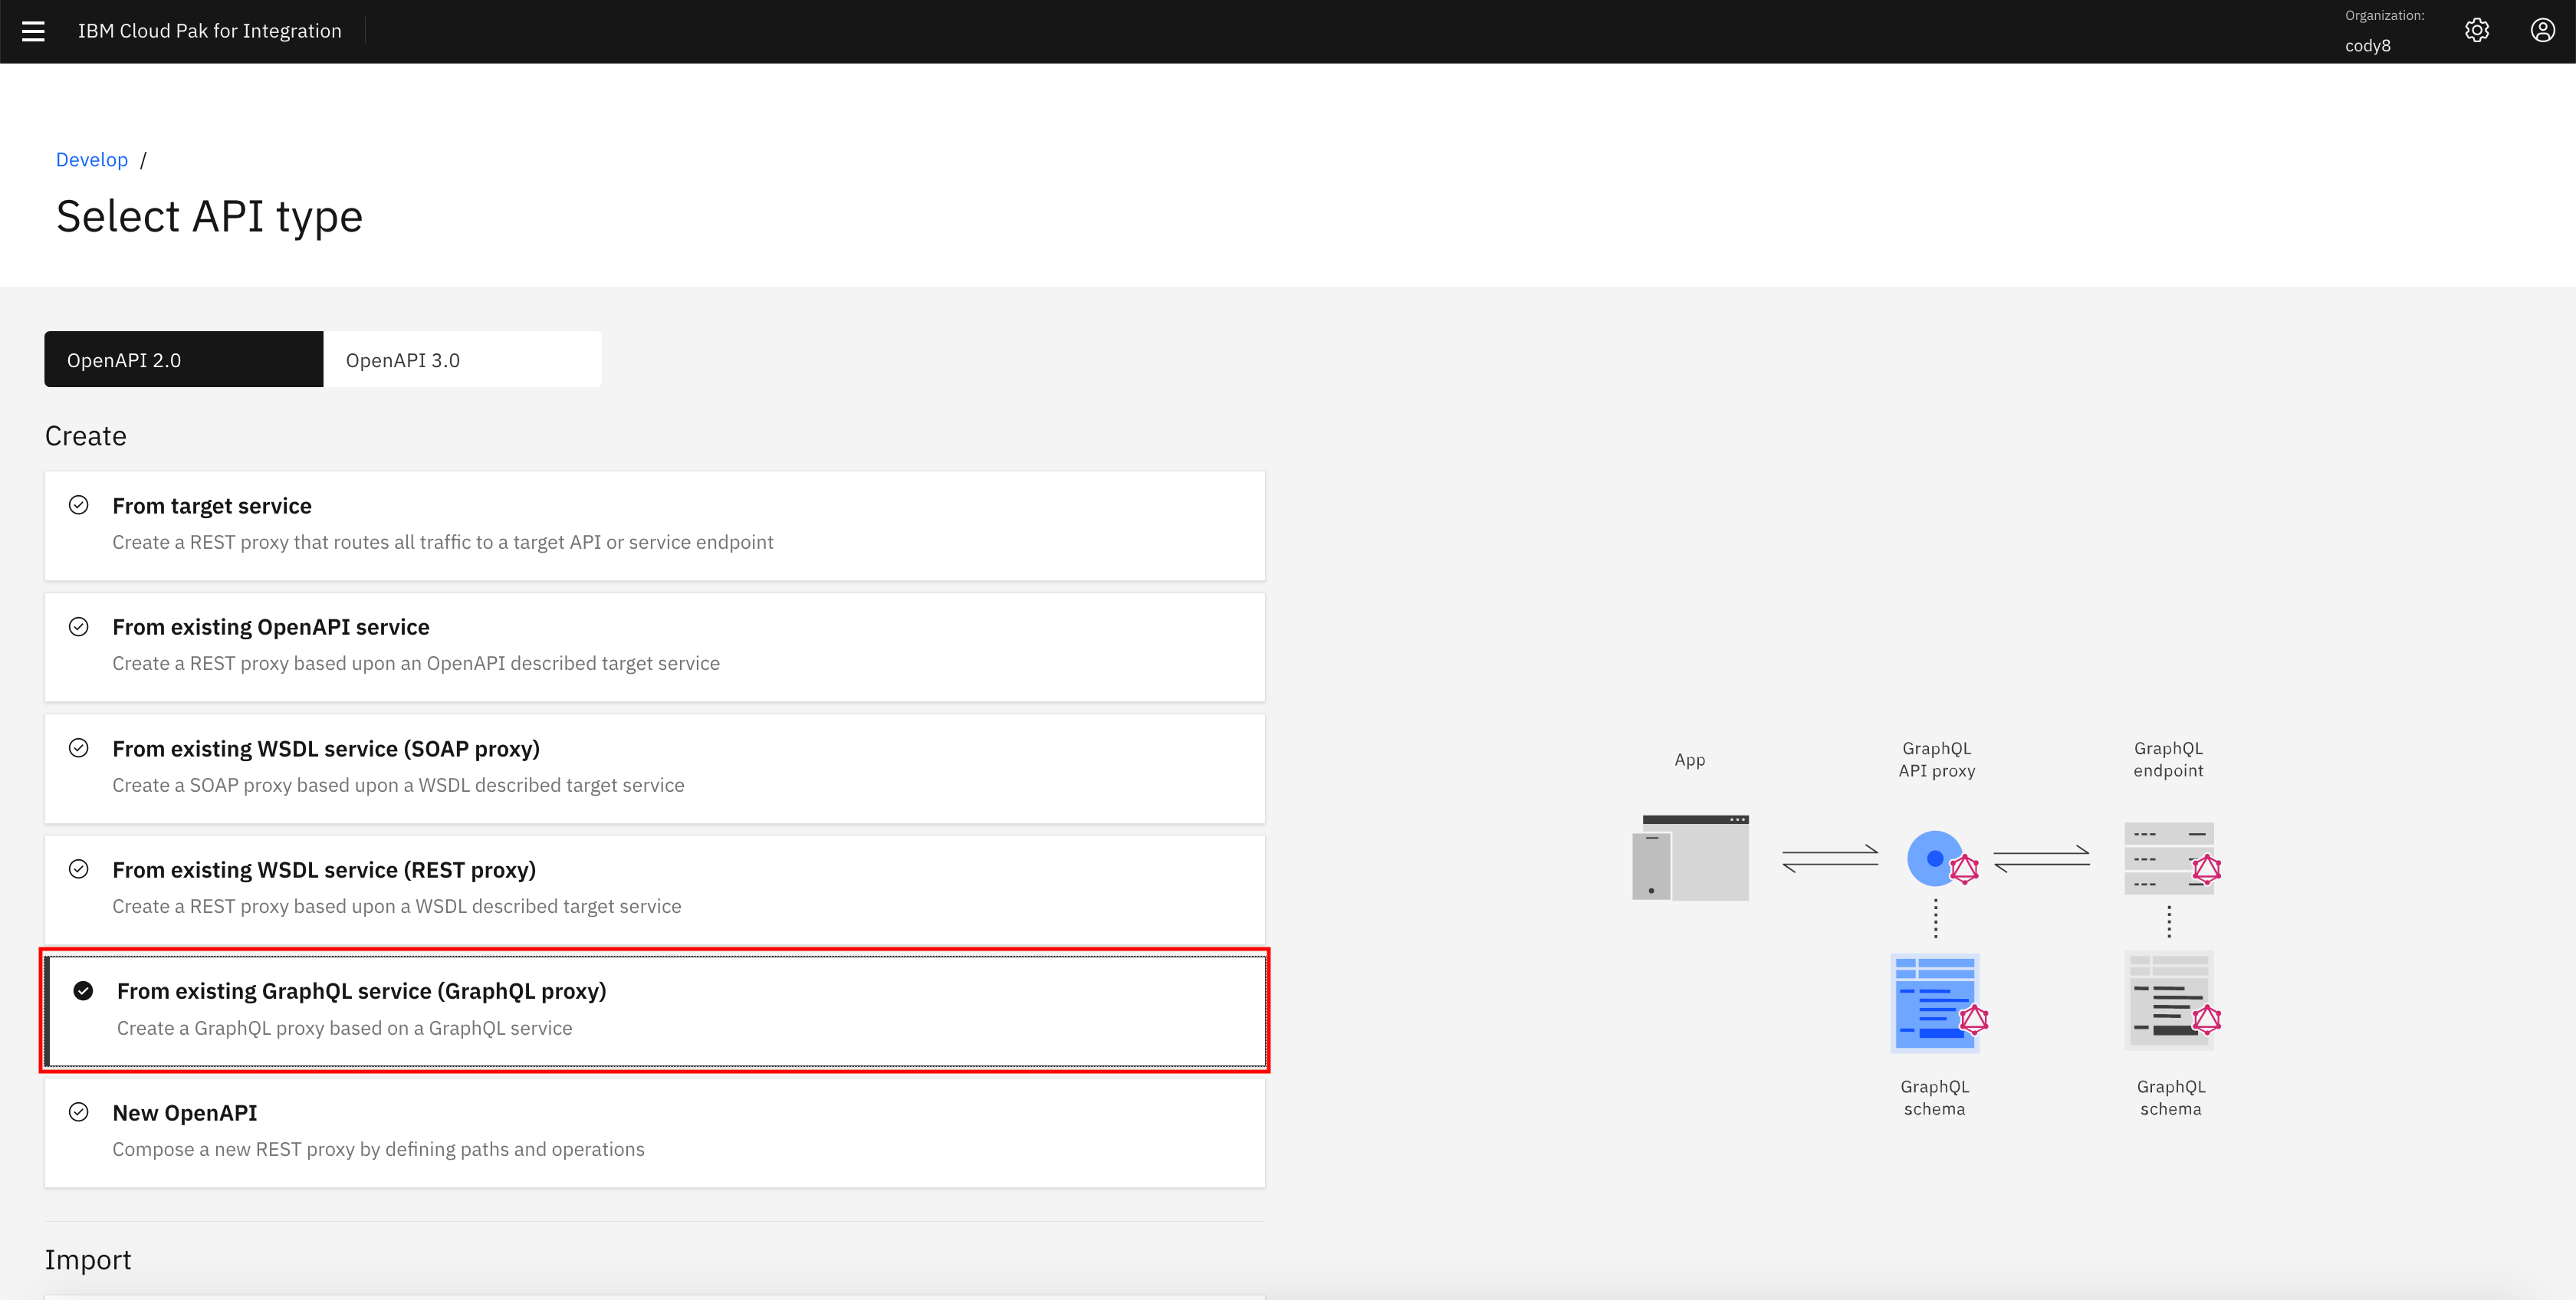 IBM Cloud Pak for Integration
Organization:
cody8
Develop /
Select API type
OpenAPI 2.0
OpenAPI 3.0
Create
From target service
Create a REST proxy that routes all traffic to a target API or service endpoint
From existing OpenAPI service
Create a REST proxy based upon an OpenAPI described target service
From existing WSDL service (SOAP proxy)
Create a SOAP proxy based upon a WSDL described target service
From existing WSDL service (REST proxy)
Create a REST proxy based upon a WSDL described target service
From existing GraphQL service (GraphQL proxy)
Create a GraphQL proxy based on a GraphQL service
New OpenAPI
Compose a new REST proxy by defining paths and operations
Import
App
GraphQL
API proxy
GraphQL
endpoint
GraphQL
schema
GraphQL
schema